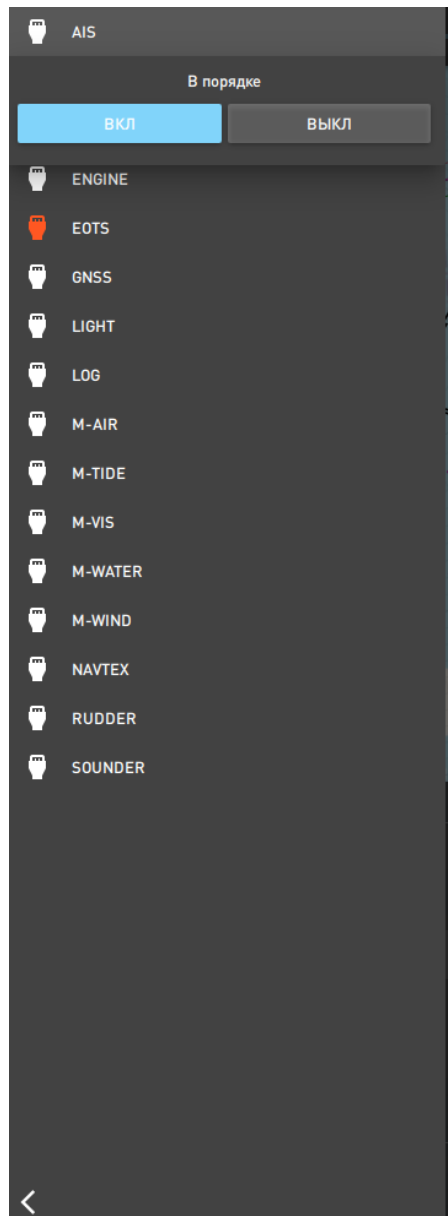 AIS
В порядке
ВКЛ ВЫКЛ
ENGINE
EOTS
GNSS
LIGHT
LOG
M-AIR
M-TIDE
M-VIS
M-WATER
M-WIND
NAVTEX
RUDDER
SOUNDER